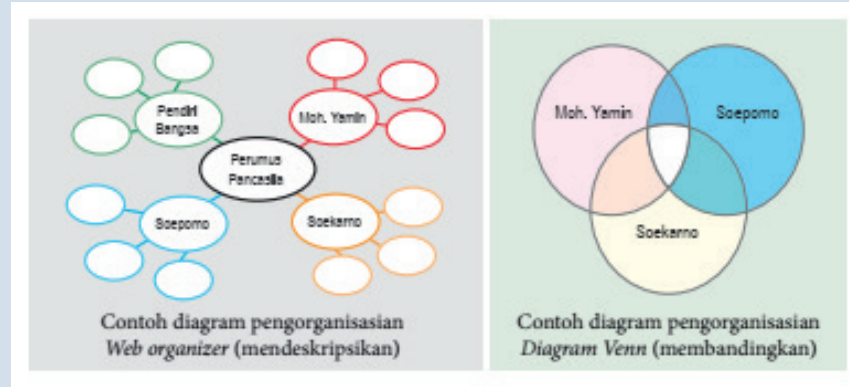 Pendiri
Bangsa
Moh. Yamin
Perumus
Pancasila
Soepomo
Soekarno
Contoh diagram pengorganisasian
Web organizer (mendeskripsikan)
Moh. Yamin
Soepomo
Soekarno
Contoh diagram pengorganisasian
Diagram Venn (membandingkan)